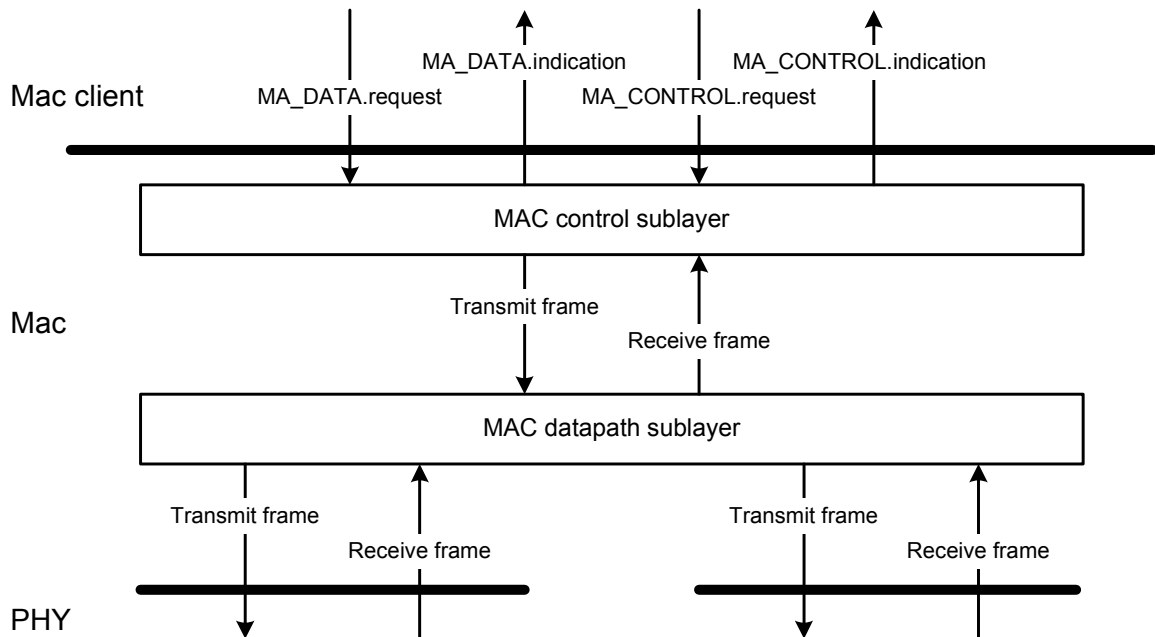 MA_DATA.indication
MA_CONTROL.indication
Mac client
MA_DATA.request
MA_CONTROL.request
MAC control sublayer
Transmit frame
Mac
Receive frame
MAC datapath sublayer
Transmit frame
Transmit frame
Receive frame
Receive frame
PHY